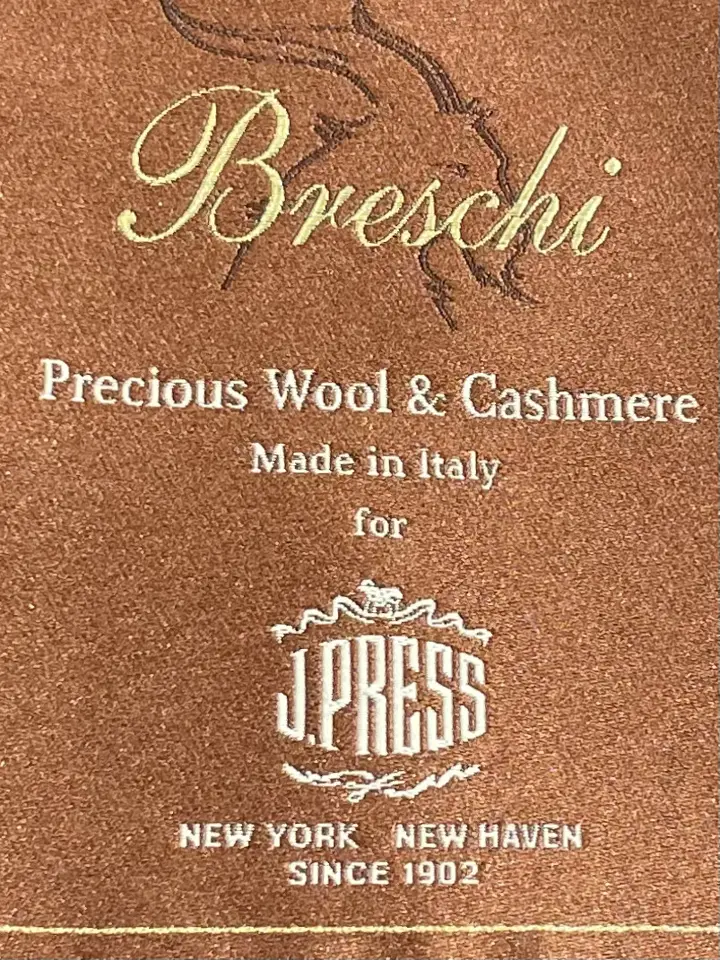 Breschi
Precious Wool & Cashmere
Made in Italy
for
J.PRESS
NEW YORK NEW HAVEN
SINCE 1902